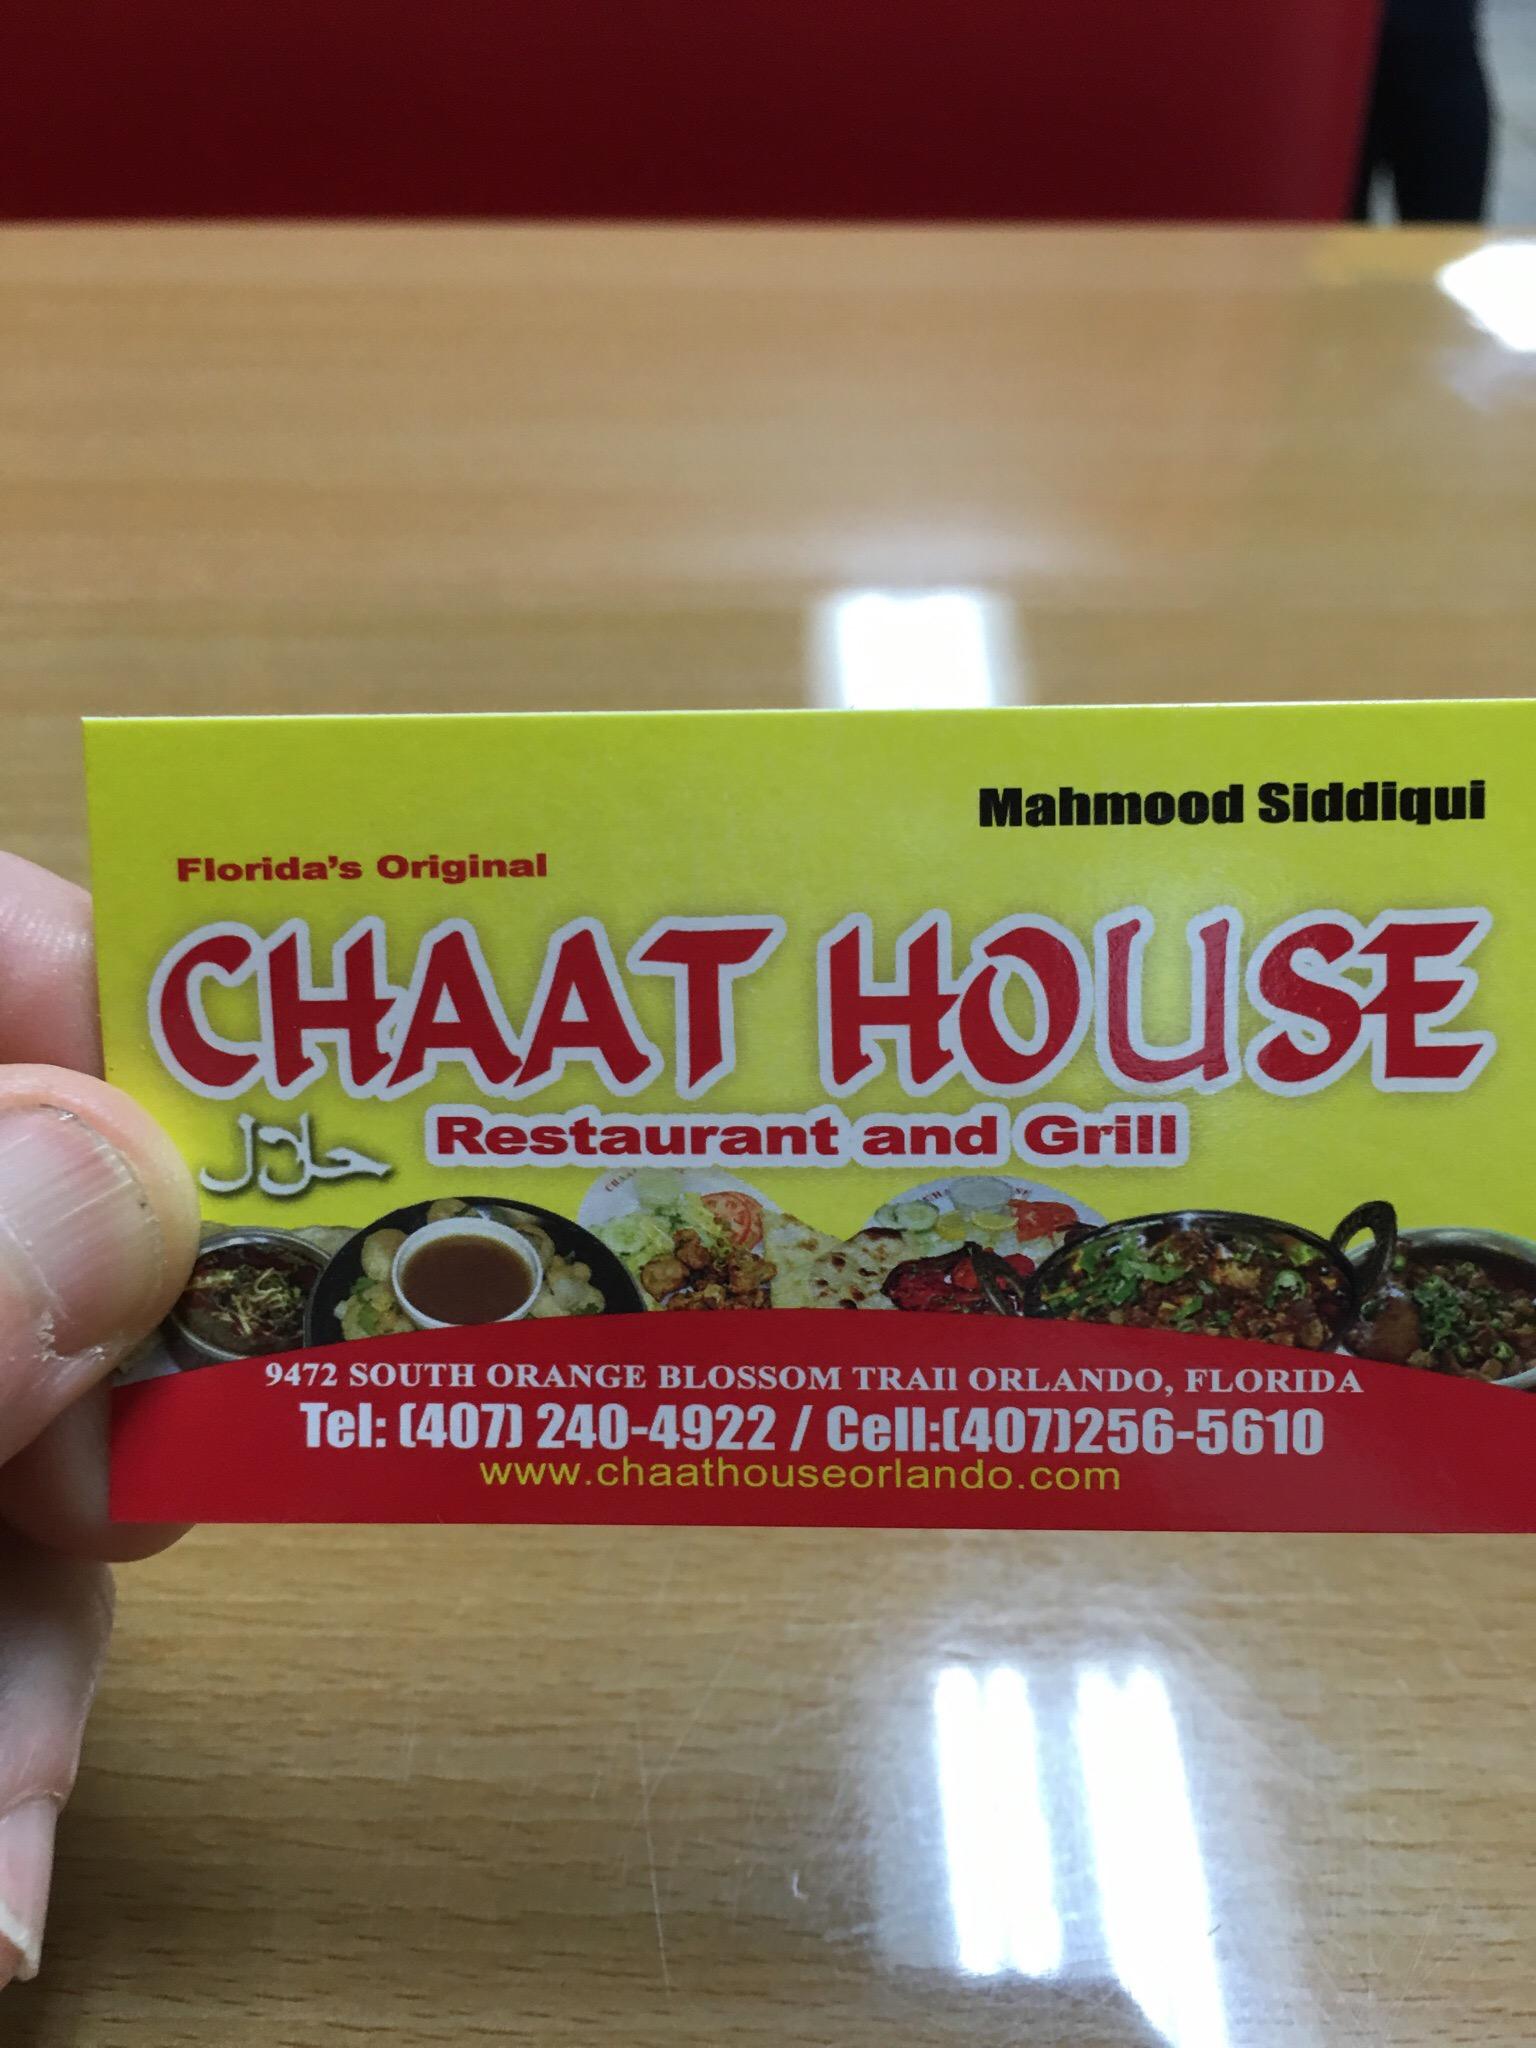 Mahmood Siddiqui
Florida's Original
CHAAT HOUSE
حلال
Restaurant and Grill
9472 SOUTH ORANGE BLOSSOM TRAIl ORLANDO, FLORIDA
Tel: (407) 240-4922 / Cell:(407)256-5610
www.chaathouseorlando.com